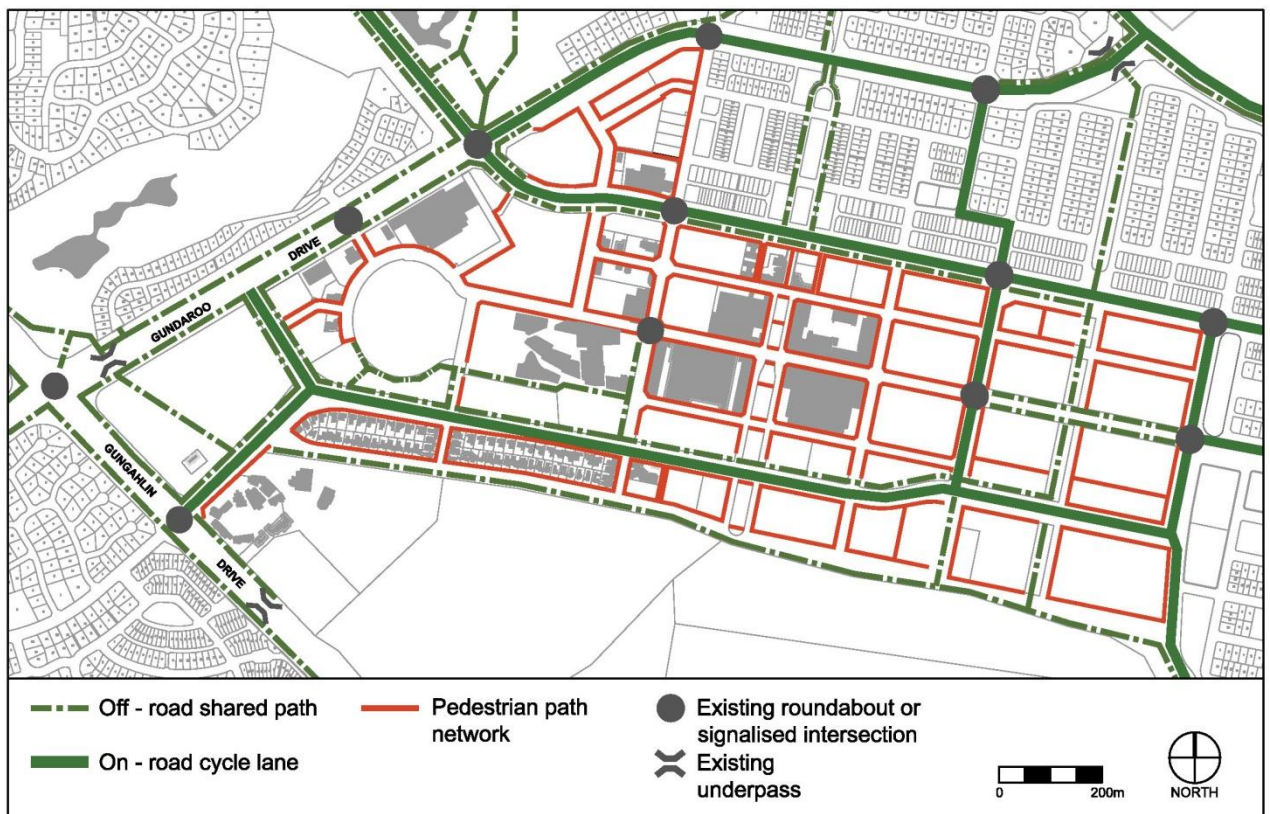 GUNDAROO DRIVE
GUNGAHLIN DRIVE
Off - road shared path
On - road cycle lane
Pedestrian path
network
Existing roundabout or
signalised intersection
Existing
underpass
0 200m
NORTH